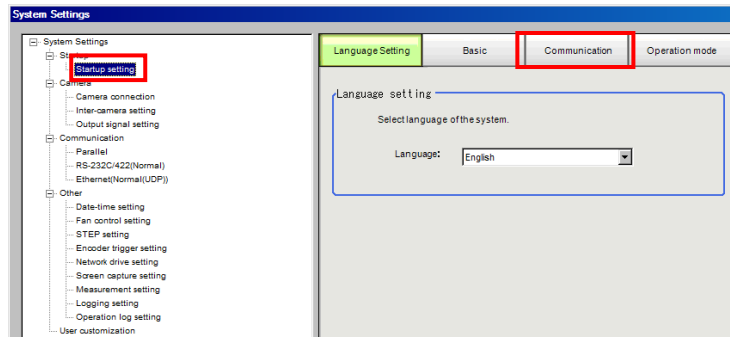 System Settings
System Settings
Startup
Startup setting
Camera
Camera connection
Inter-camera setting
Output signal setting
Communication
Parallel
RS-232C/422(Normal)
Ethernet(Normal(UDP))
Other
Date-time setting
Fan control setting
STEP setting
Encoder trigger setting
Network drive setting
Screen capture setting
Measurement setting
Logging setting
Operation log setting
User customization
Language Setting Basic Communication Operation mode
Language setting
Select language of the system.
Language: English